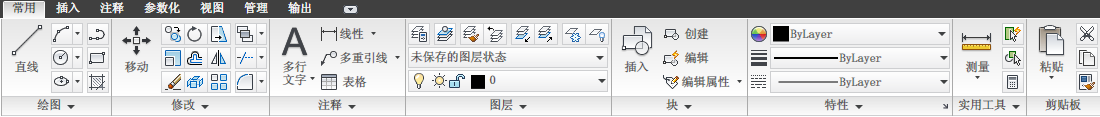 常用 插入 注释 参数化 视图 管理 输出
直线
移动
A
多行
文字
线性
多重引线
表格
未保存的图层状态
0
插入
创建
编辑
编辑属性
ByLayer
ByLayer
ByLayer
测量
粘贴
绘图 修改 注释 图层 块 特性 实用工具 剪贴板